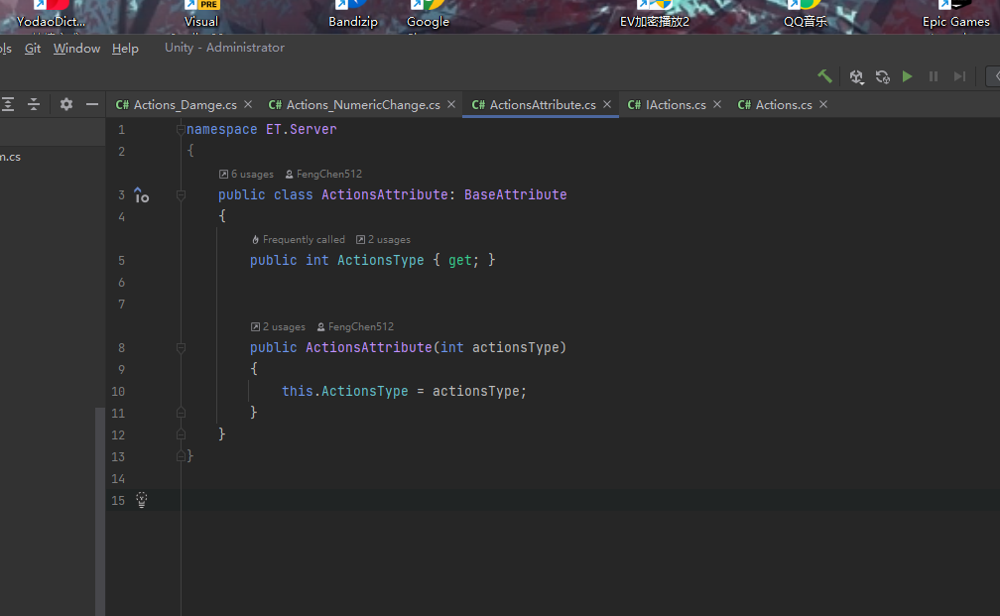 YodaoDict...
Visual
PRE
Bandizip
Google
EV加密播放2
QQ音乐
Epic Games
Git Window Help Unity - Administrator
C# Actions_Damge.cs × C# Actions_NumericChange.cs × C# ActionsAttribute.cs × C# IActions.cs × C# Actions.cs ×
m.cs
1 namespace ET.Server
2 {
6 usages FengChen512
3 public class ActionsAttribute: BaseAttribute
4 {
Frequently called 2 usages
5 public int ActionsType { get; }
6
7
2 usages FengChen512
8 public ActionsAttribute(int actionsType)
9 {
10 this.ActionsType = actionsType;
11 }
12 }
13 }
14
15